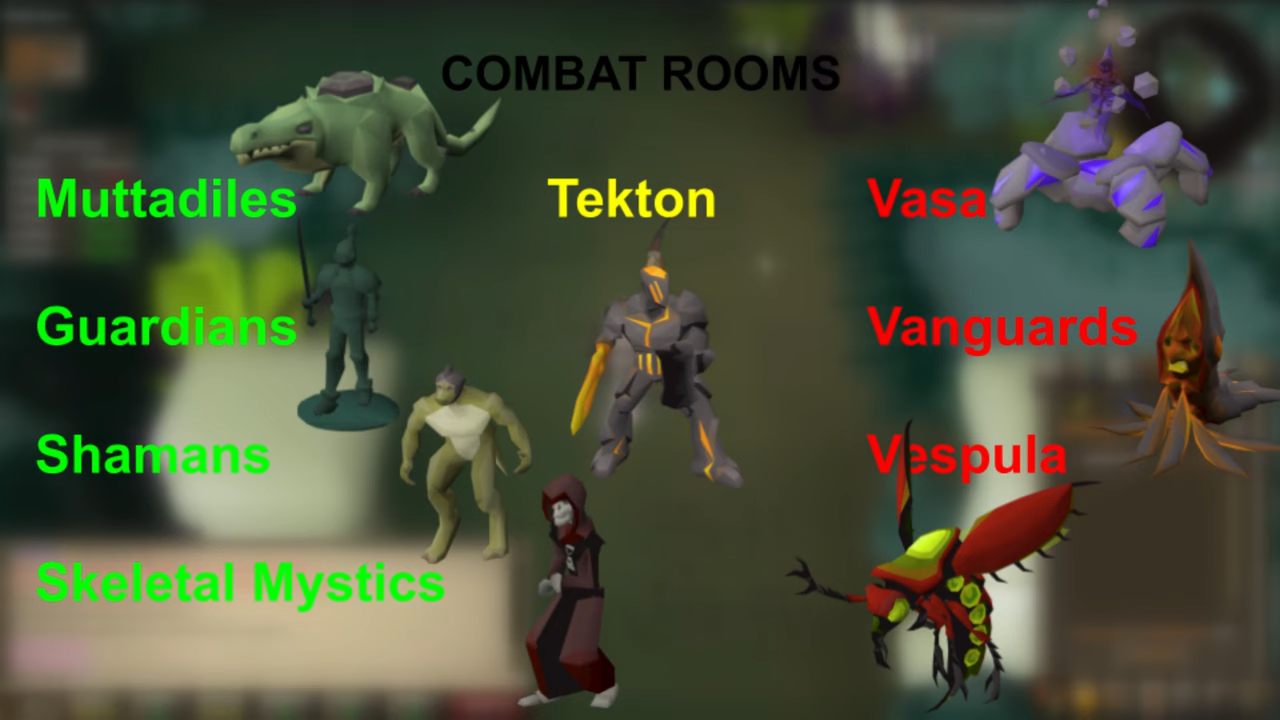 COMBAT ROOMS
Muttadiles
Tekton
Vasa
Guardians
Vanguards
Shamans
Vespula
Skeletal Mystics